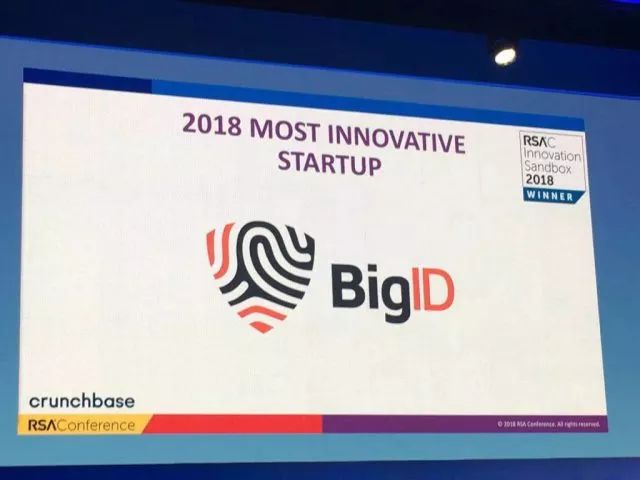 2018 MOST INNOVATIVE
STARTUP
RSAC
Innovation
Sandbox
2018
WINNER
BigID
crunchbase
RSAConference
© 2018 RSA Conference. All rights reserved.